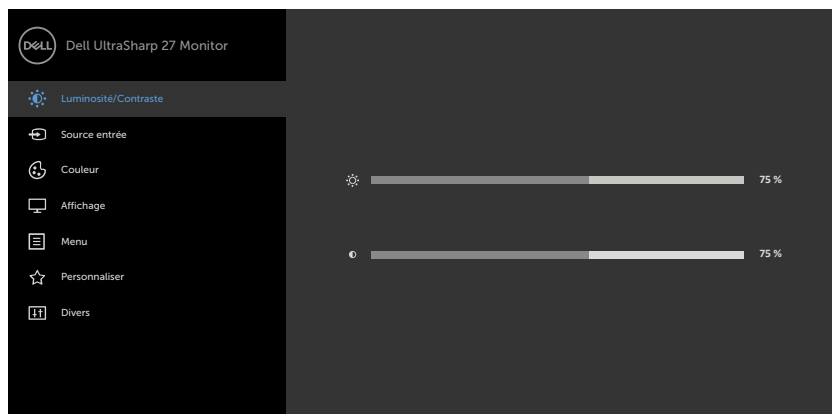 DELL
Dell UltraSharp 27 Monitor
Luminosité/Contraste
Source entrée
Couleur
75 %
Affichage
Menu
75 %
Personnaliser
Divers